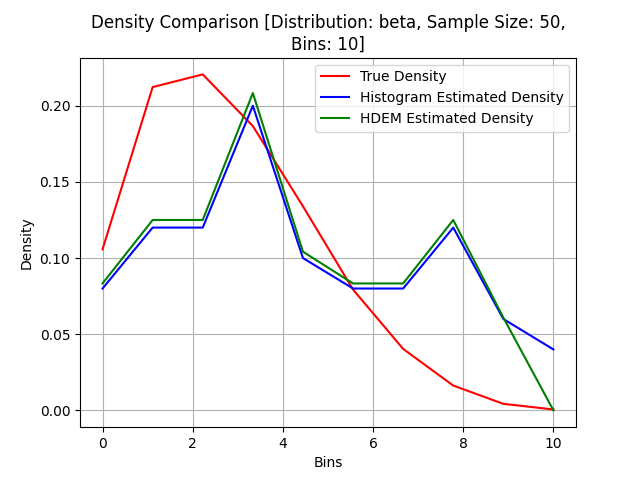 Density Comparison [Distribution: beta, Sample Size: 50,
Bins: 10]
True Density
Histogram Estimated Density
HDEM Estimated Density
Density
0.20
0.15
0.10
0.05
0.00
0
2
4
6
8
10
Bins